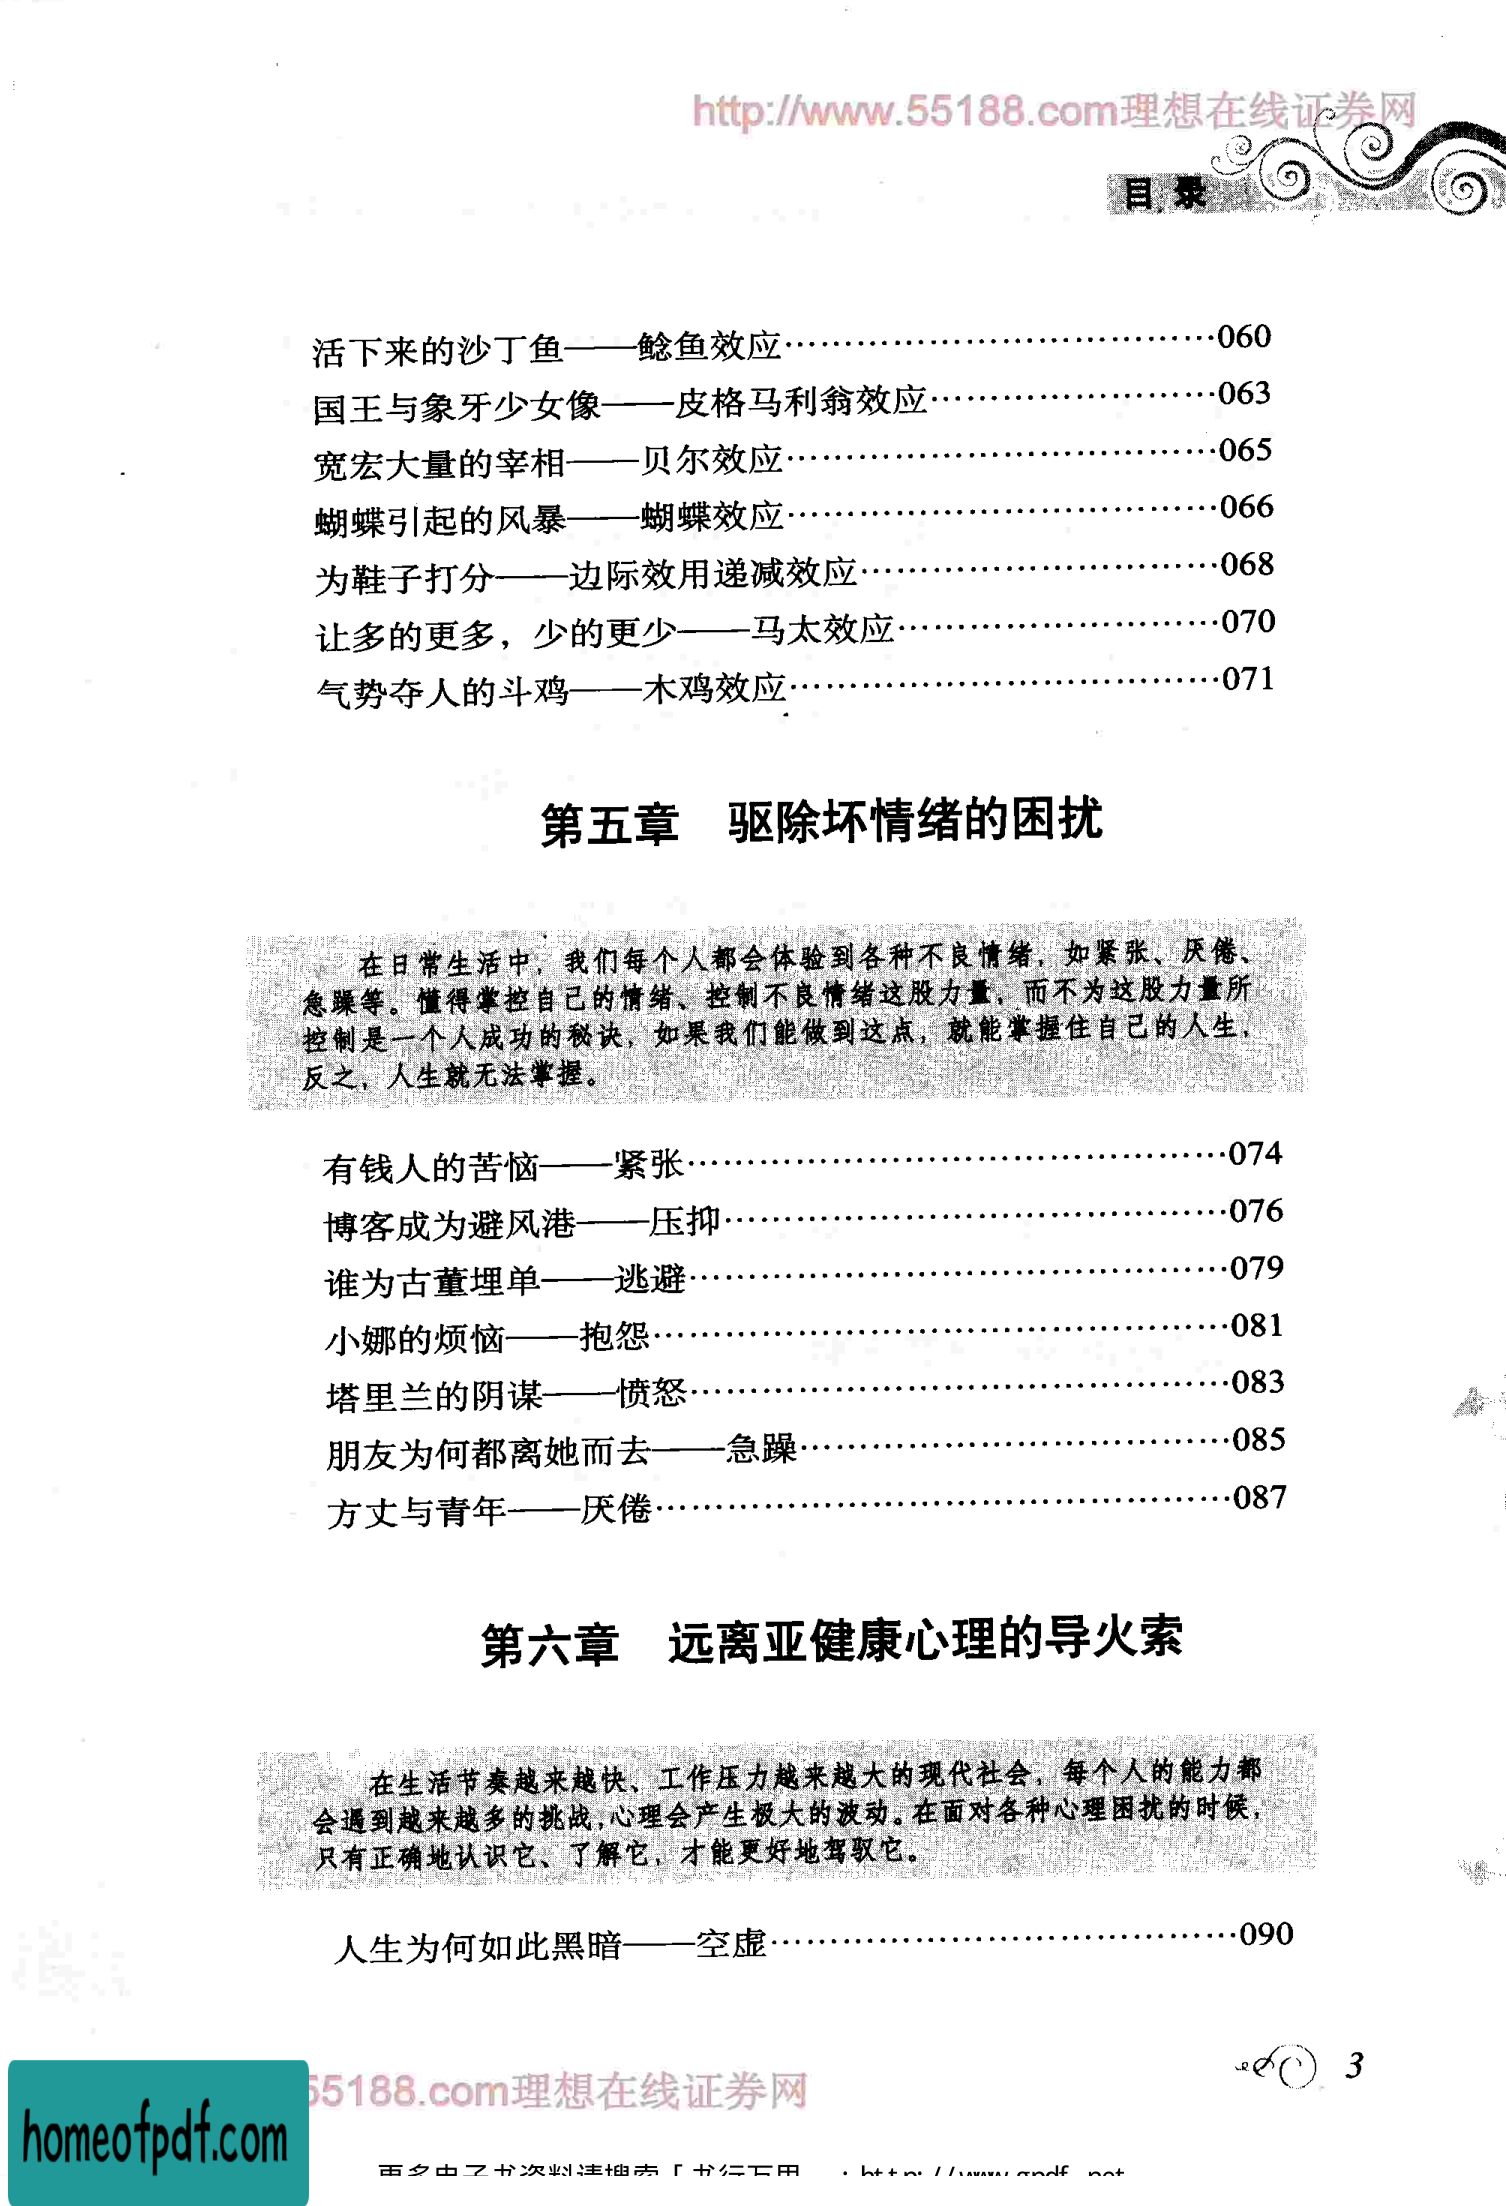 http://www.55188.com理想在线证券网
目录
活下来的沙丁鱼——鲶鱼效应…………………………………060
国王与象牙少女像——皮格马利翁效应……………………063
宽宏大量的宰相——贝尔效应…………………………………065
蝴蝶引起的风暴——蝴蝶效应…………………………………066
为鞋子打分——边际效用递减效应……………………………068
让多的更多，少的更少——马太效应…………………………070
气势夺人的斗鸡——木鸡效应…………………………………071
第五章　驱除坏情绪的困扰
在日常生活中，我们每个人都会体验到各种不良情绪，如紧张、厌倦、
急躁等。懂得掌控自己的情绪、控制不良情绪这股力量，而不为这股力量所
控制是一个人成功的秘诀，如果我们能做到这点，就能掌握住自己的人生，
反之，人生就无法掌握。
有钱人的苦恼——紧张…………………………………………074
博客成为避风港——压抑………………………………………076
谁为古董埋单——逃避…………………………………………079
小娜的烦恼——抱怨……………………………………………081
塔里兰的阴谋——愤怒…………………………………………083
朋友为何都离她而去——急躁…………………………………085
方丈与青年——厌倦……………………………………………087
第六章　远离亚健康心理的导火索
在生活节奏越来越快、工作压力越来越大的现代社会，每个人的能力都
会遇到越来越多的挑战，心理会产生极大的波动。在面对各种心理困扰的时候，
只有正确地认识它、了解它，才能更好地驾驭它。
人生为何如此黑暗——空虚……………………………………090
3
55188.com理想在线证券网
homeofpdf.com